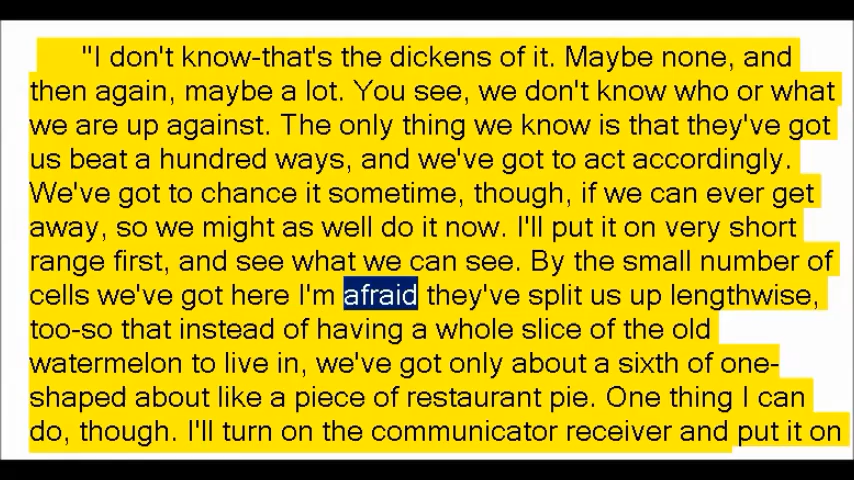 "I don't know-that's the dickens of it. Maybe none, and
then again, maybe a lot. You see, we don't know who or what
we are up against. The only thing we know is that they've got
us beat a hundred ways, and we've got to act accordingly.
We've got to chance it sometime, though, if we can ever get
away, so we might as well do it now. I'll put it on very short
range first, and see what we can see. By the small number of
cells we've got here I'm afraid they've split us up lengthwise,
too-so that instead of having a whole slice of the old
watermelon to live in, we've got only about a sixth of one-
shaped about like a piece of restaurant pie. One thing I can
do, though. I'll turn on the communicator receiver and put it on